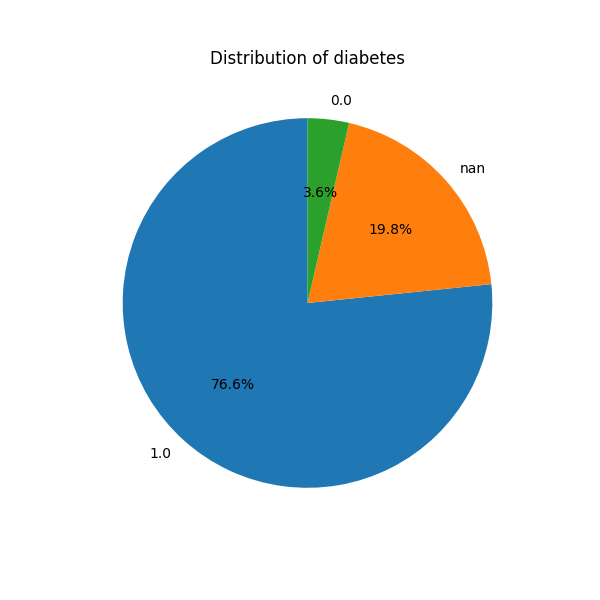 Distribution of diabetes
0.0
nan
3.6%
19.8%
76.6%
1.0